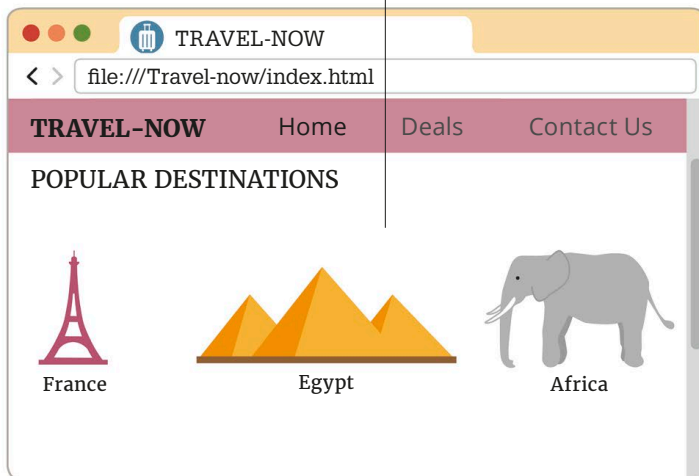 TRAVEL-NOW
file:///Travel-now/index.html
TRAVEL-NOW Home Deals Contact Us
POPULAR DESTINATIONS
France Egypt Africa